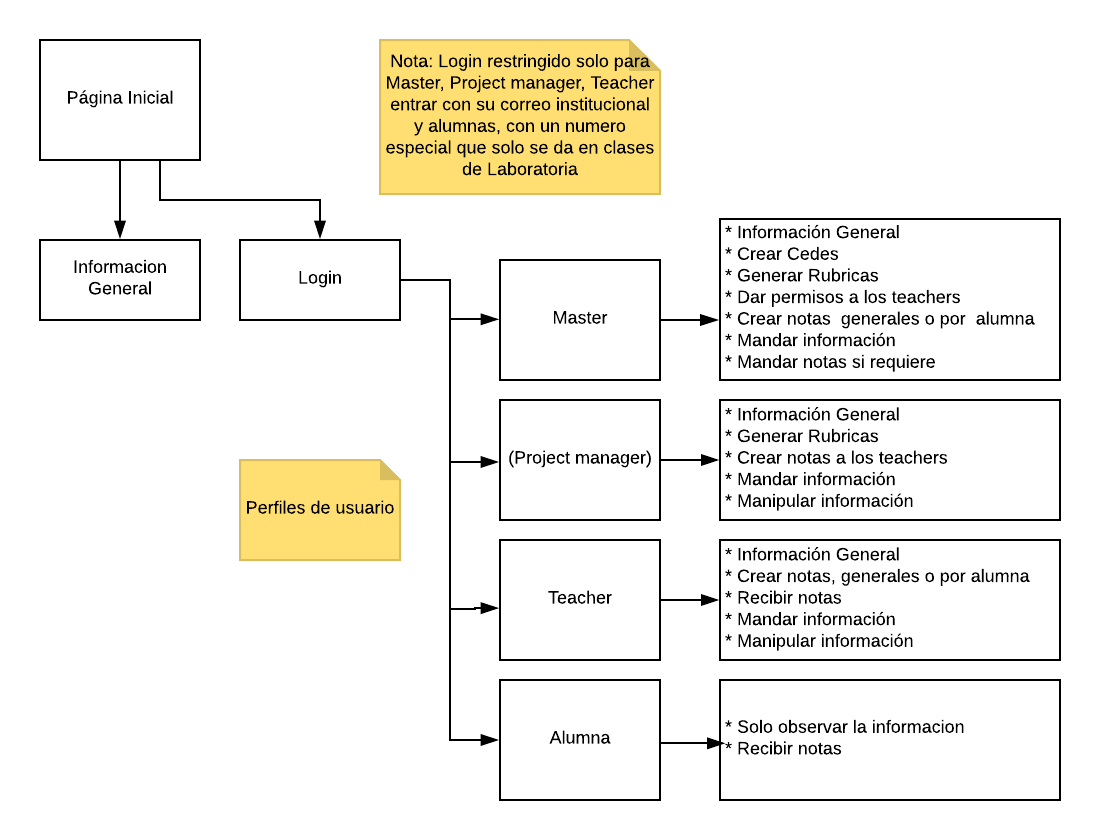 Página Inicial
Nota: Login restringido solo para
Master, Project manager, Teacher
entrar con su correo institucional
y alumnas, con un numero
especial que solo se da en clases
de Laboratoria
Informacion
General
Login
Master
* Información General
* Crear Cedes
* Generar Rubricas
* Dar permisos a los teachers
* Crear notas  generales o por  alumna
* Mandar información
* Mandar notas si requiere
(Project manager)
* Información General
* Generar Rubricas
* Crear notas a los teachers
* Mandar información
* Manipular información
Perfiles de usuario
Teacher
* Información General
* Crear notas, generales o por alumna
* Recibir notas
* Mandar información
* Manipular información
Alumna
* Solo observar la informacion
* Recibir notas